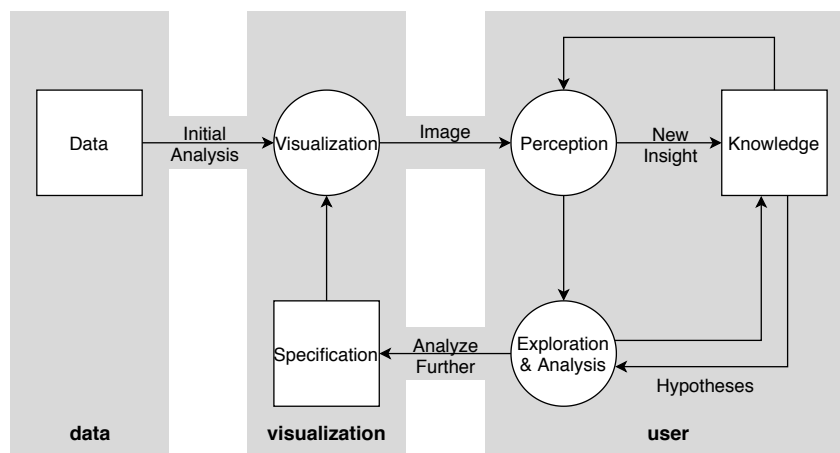 Data
Initial
Analysis
Visualization
Image
Perception
New
Insight
Knowledge
Specification
Analyze
Further
Exploration
& Analysis
Hypotheses
data
visualization
user